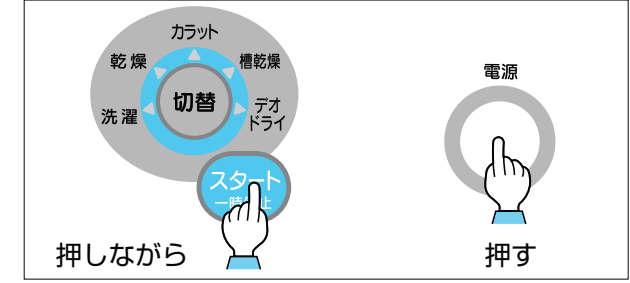 カラット
乾燥
槽乾燥
切替
洗濯
デオ
ドライ
スタート
押しながら
電源
押す